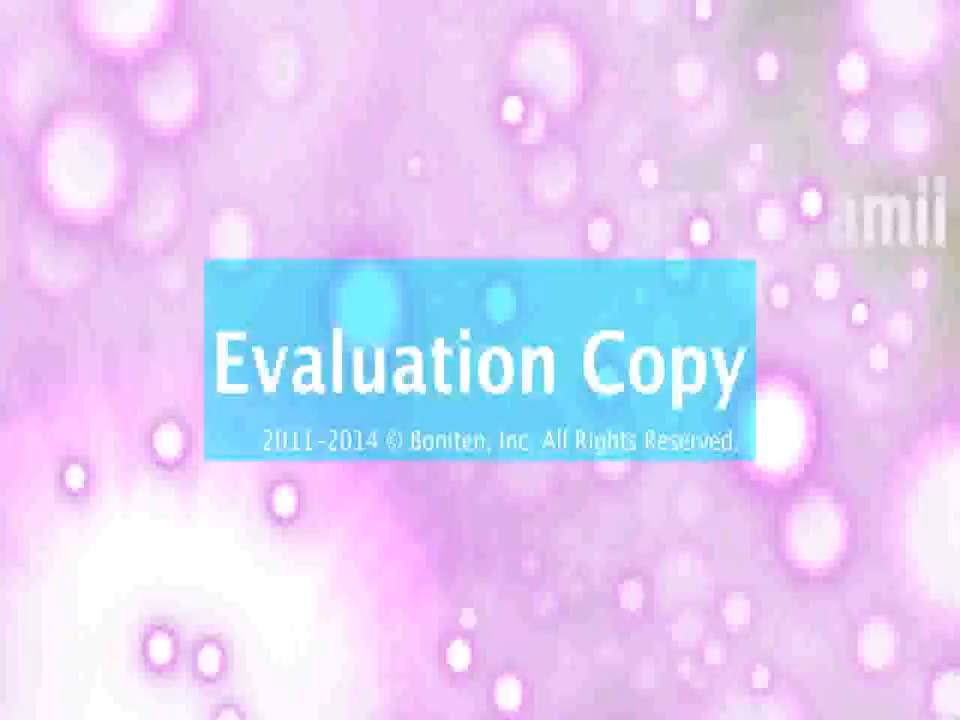 Evaluation Copy
2011-2014 © Boniten, Inc. All Rights Reserved.